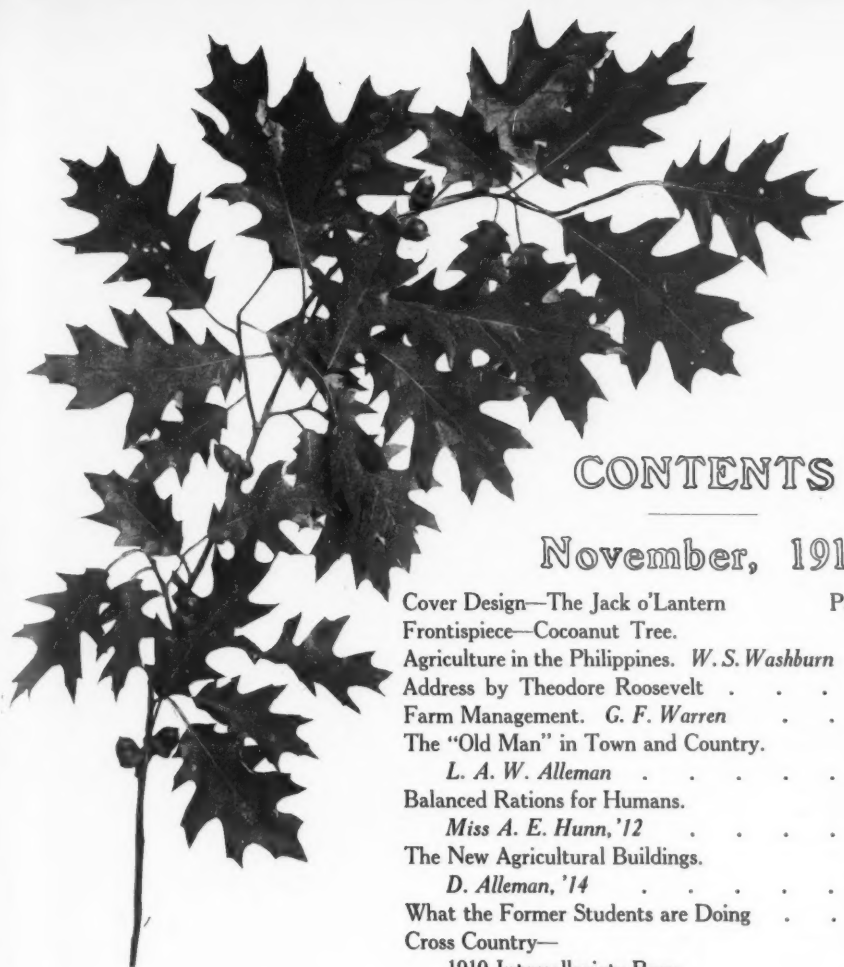 CONTENTS
November, 191
Cover Design—The Jack o'Lantern P
Frontispiece—Cocoanut Tree.
Agriculture in the Philippines. W. S. Washburn
Address by Theodore Roosevelt . . .
Farm Management. G. F. Warren . .
The "Old Man" in Town and Country.
L. A. W. Alleman . . . . .
Balanced Rations for Humans.
Miss A. E. Hunn, '12 . . . .
The New Agricultural Buildings.
D. Alleman, '14 . . . . .
What the Former Students are Doing . .
Cross Country—